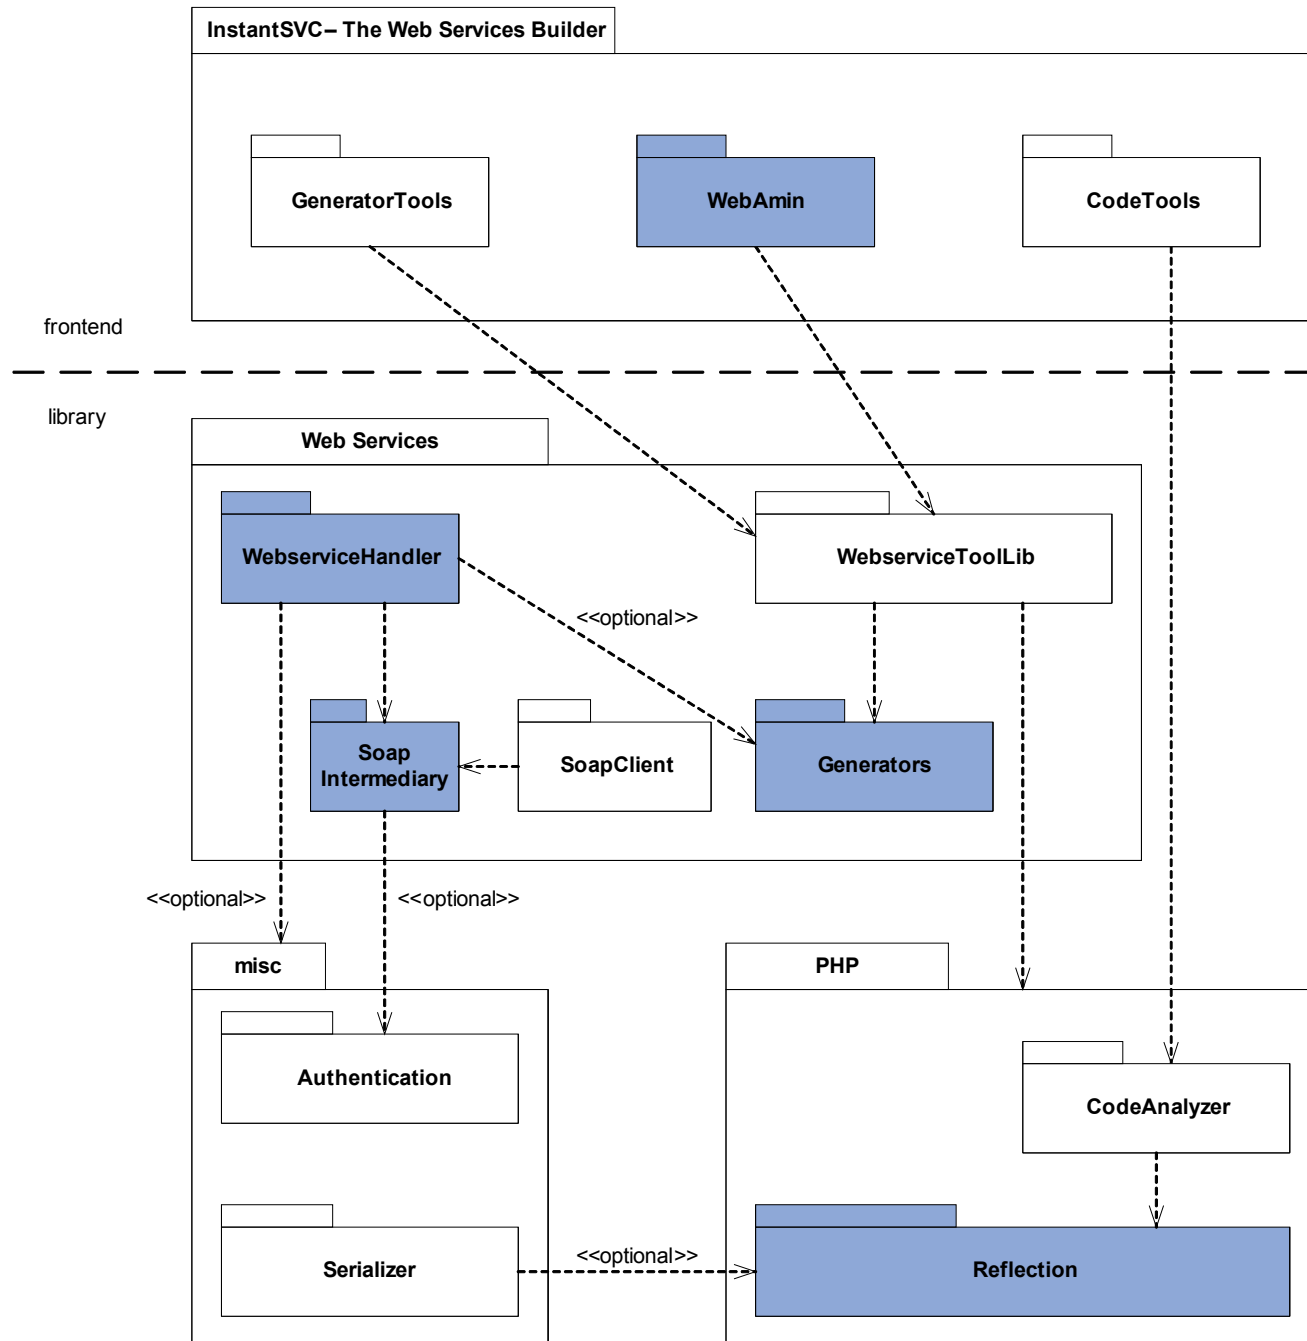 InstantSVC– The Web Services Builder
GeneratorTools
WebAmin
CodeTools
frontend
library
Web Services
WebserviceHandler
WebserviceToolLib
<<optional>>
Soap
Intermediary
SoapClient
Generators
<<optional>>
<<optional>>
misc
PHP
Authentication
CodeAnalyzer
Serializer
<<optional>>
Reflection